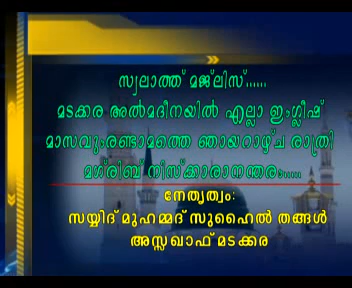 സ്വലാത്ത് മജ്ലിസ്......
മടക്കര അൽമദീനയിൽ എല്ലാ ഇംഗ്ലീഷ്
മാസവുംരണ്ടാമത്തെ ഞായറാഴ്ച രാത്രി
മഗ്‌രിബ് നിസ്ക്കാരാനന്തരം.....
നേതൃത്വം:
സയ്യിദ് മുഹമ്മദ് സുഹൈൽ തങ്ങൾ
അസ്സഖാഫ് മടക്കര